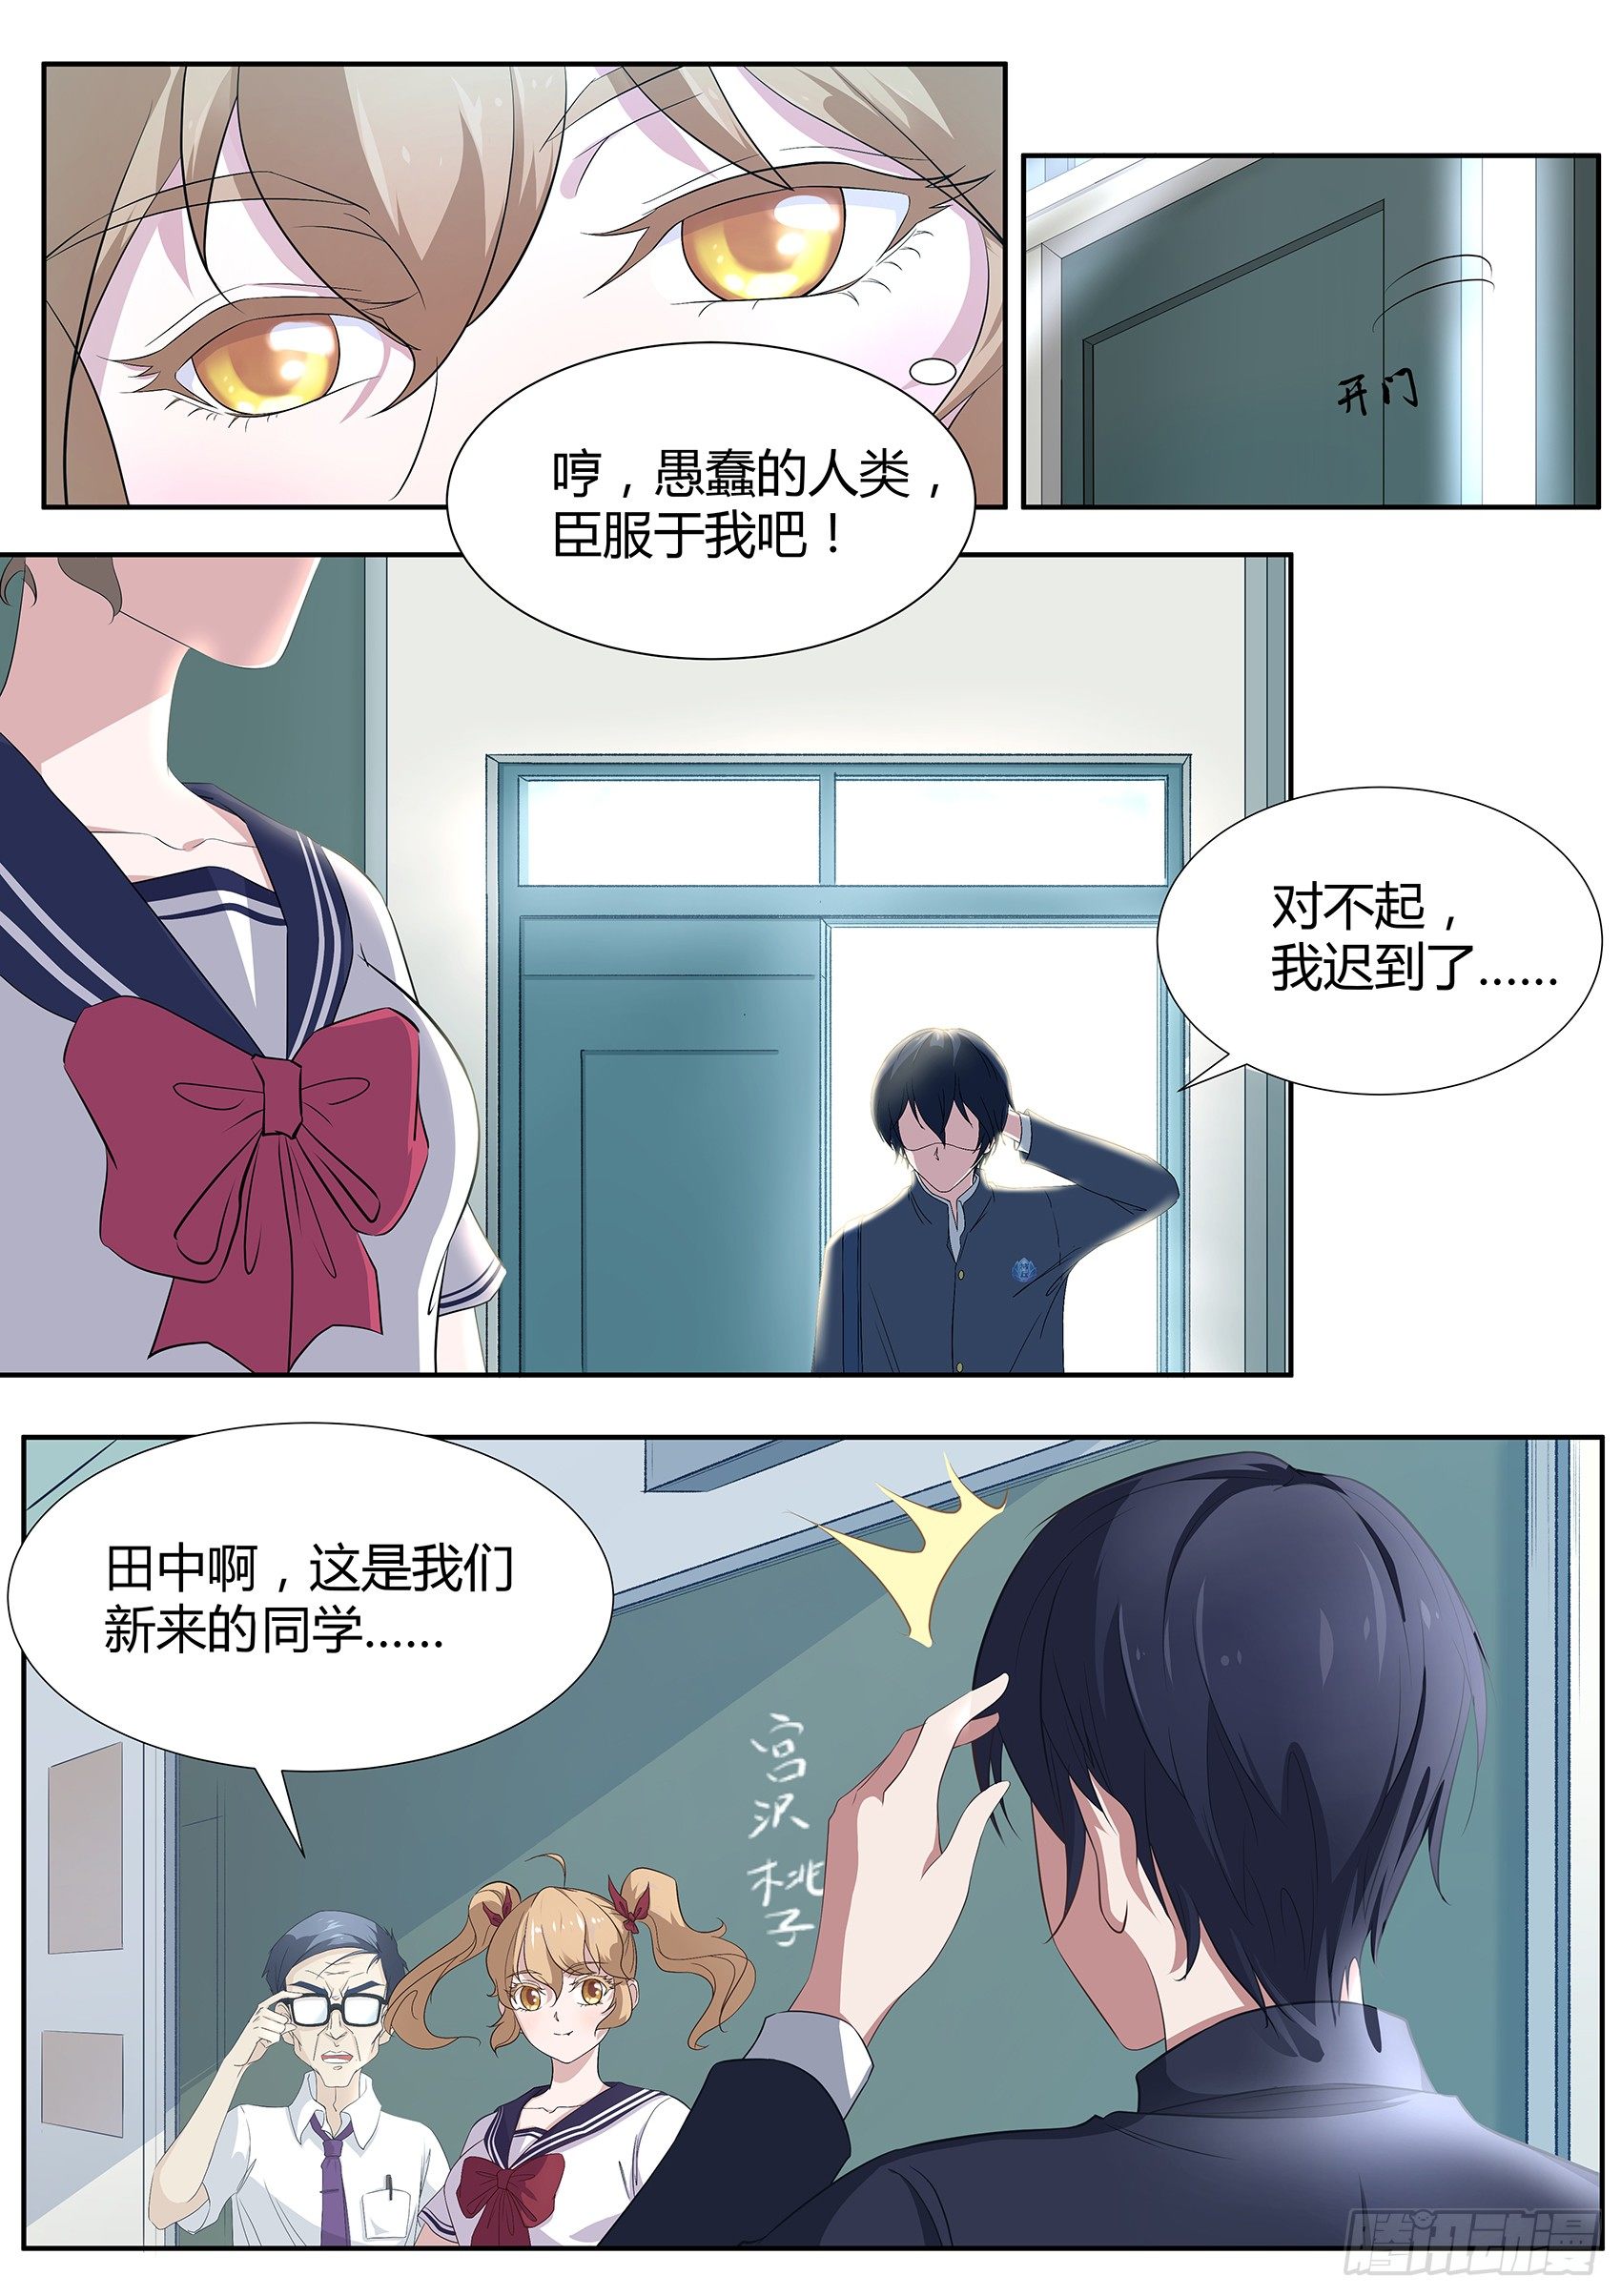 哼，愚蠢的人类，
臣服于我吧！
开门
对不起，
我迟到了……
田中啊，这是我们
新来的同学……
宫沢桃子
腾讯动漫